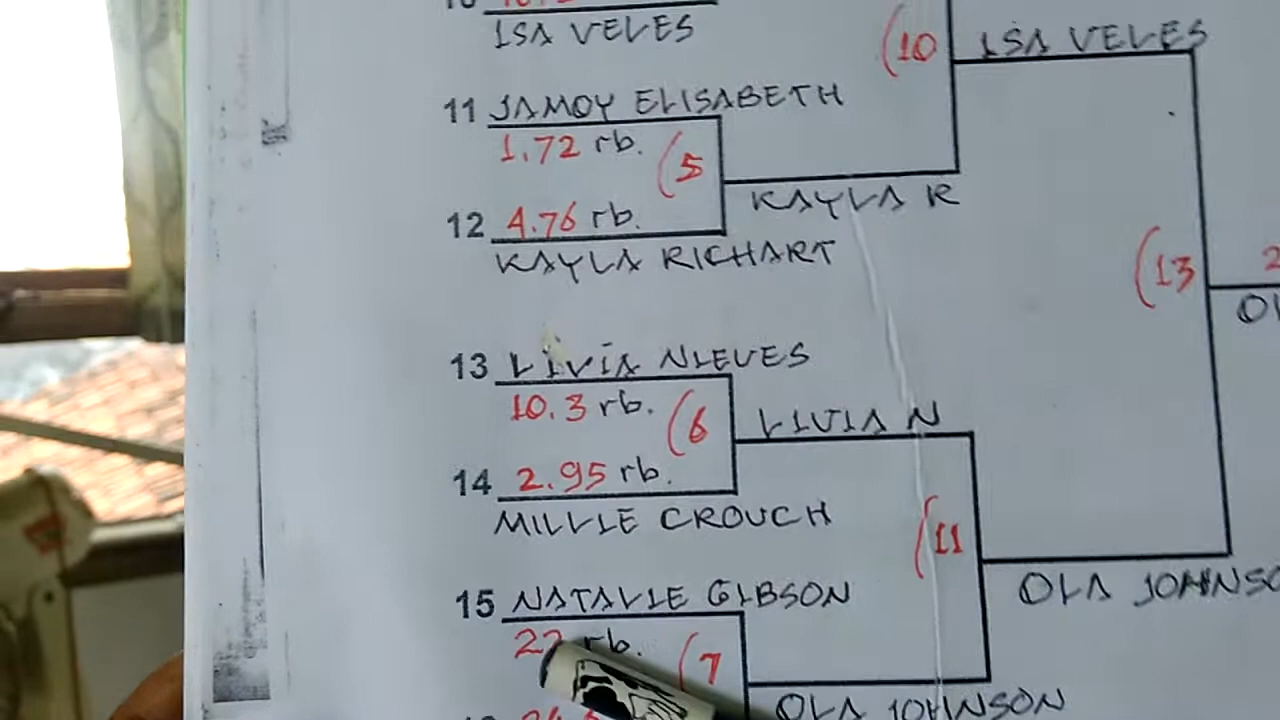 ISA VELES
(10
ISA VELES
11 JAMOY ELISABETH
1.72 rb.
(5
KAYLA R
12 4.76 rb.
KAYLA RICHART
(13
13 LIVIA NIEVES
10.3 rb.
(6
LIVIA N
14 2.95 rb.
MILLIE CROUCH
(11
OLA JOHNSO
15 NATALIE GIBSON
rb.
(7
OLA JOHNSON